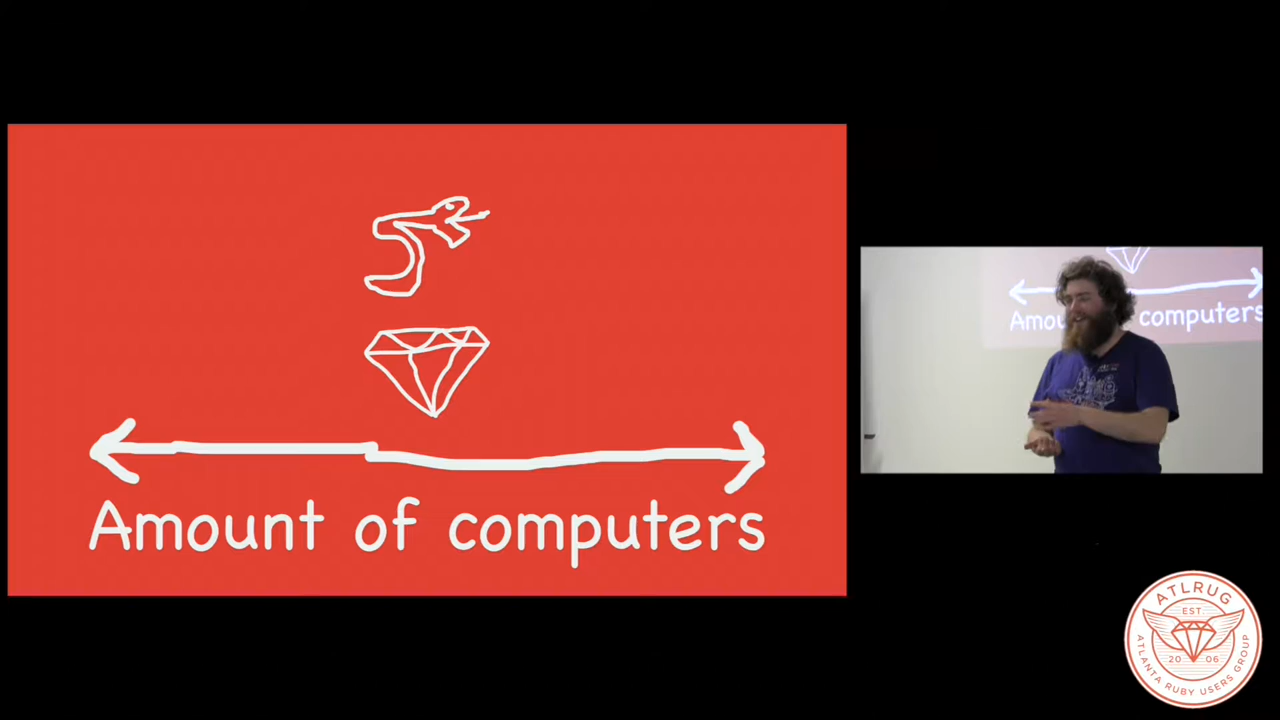 Amount of computers
Amou
computers
ATLRUG
EST.
20 06
ATLANTA RUBY USERS GROUP